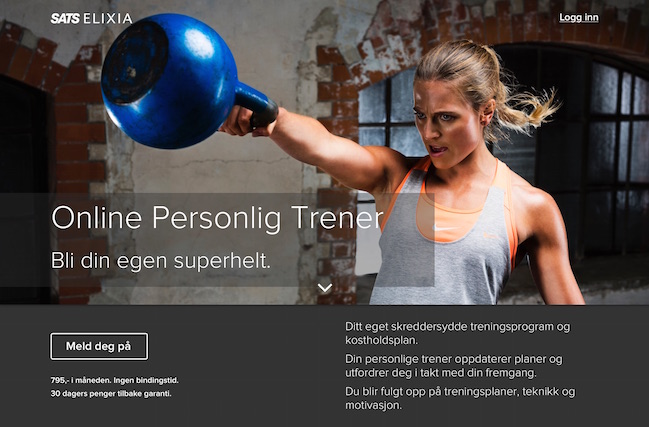 SATS ELIXIA
Logg inn
Online Personlig Trener
Bli din egen superhelt.
Meld deg på
795,- i måneden. Ingen bindingstid.
30 dagers penger tilbake garanti.
Ditt eget skreddersydde treningsprogram og
kostholdsplan.
Din personlige trener oppdaterer planer og
utfordrer deg i takt med din fremgang.
Du blir fulgt opp på treningsplaner, teknikk og
motivasjon.